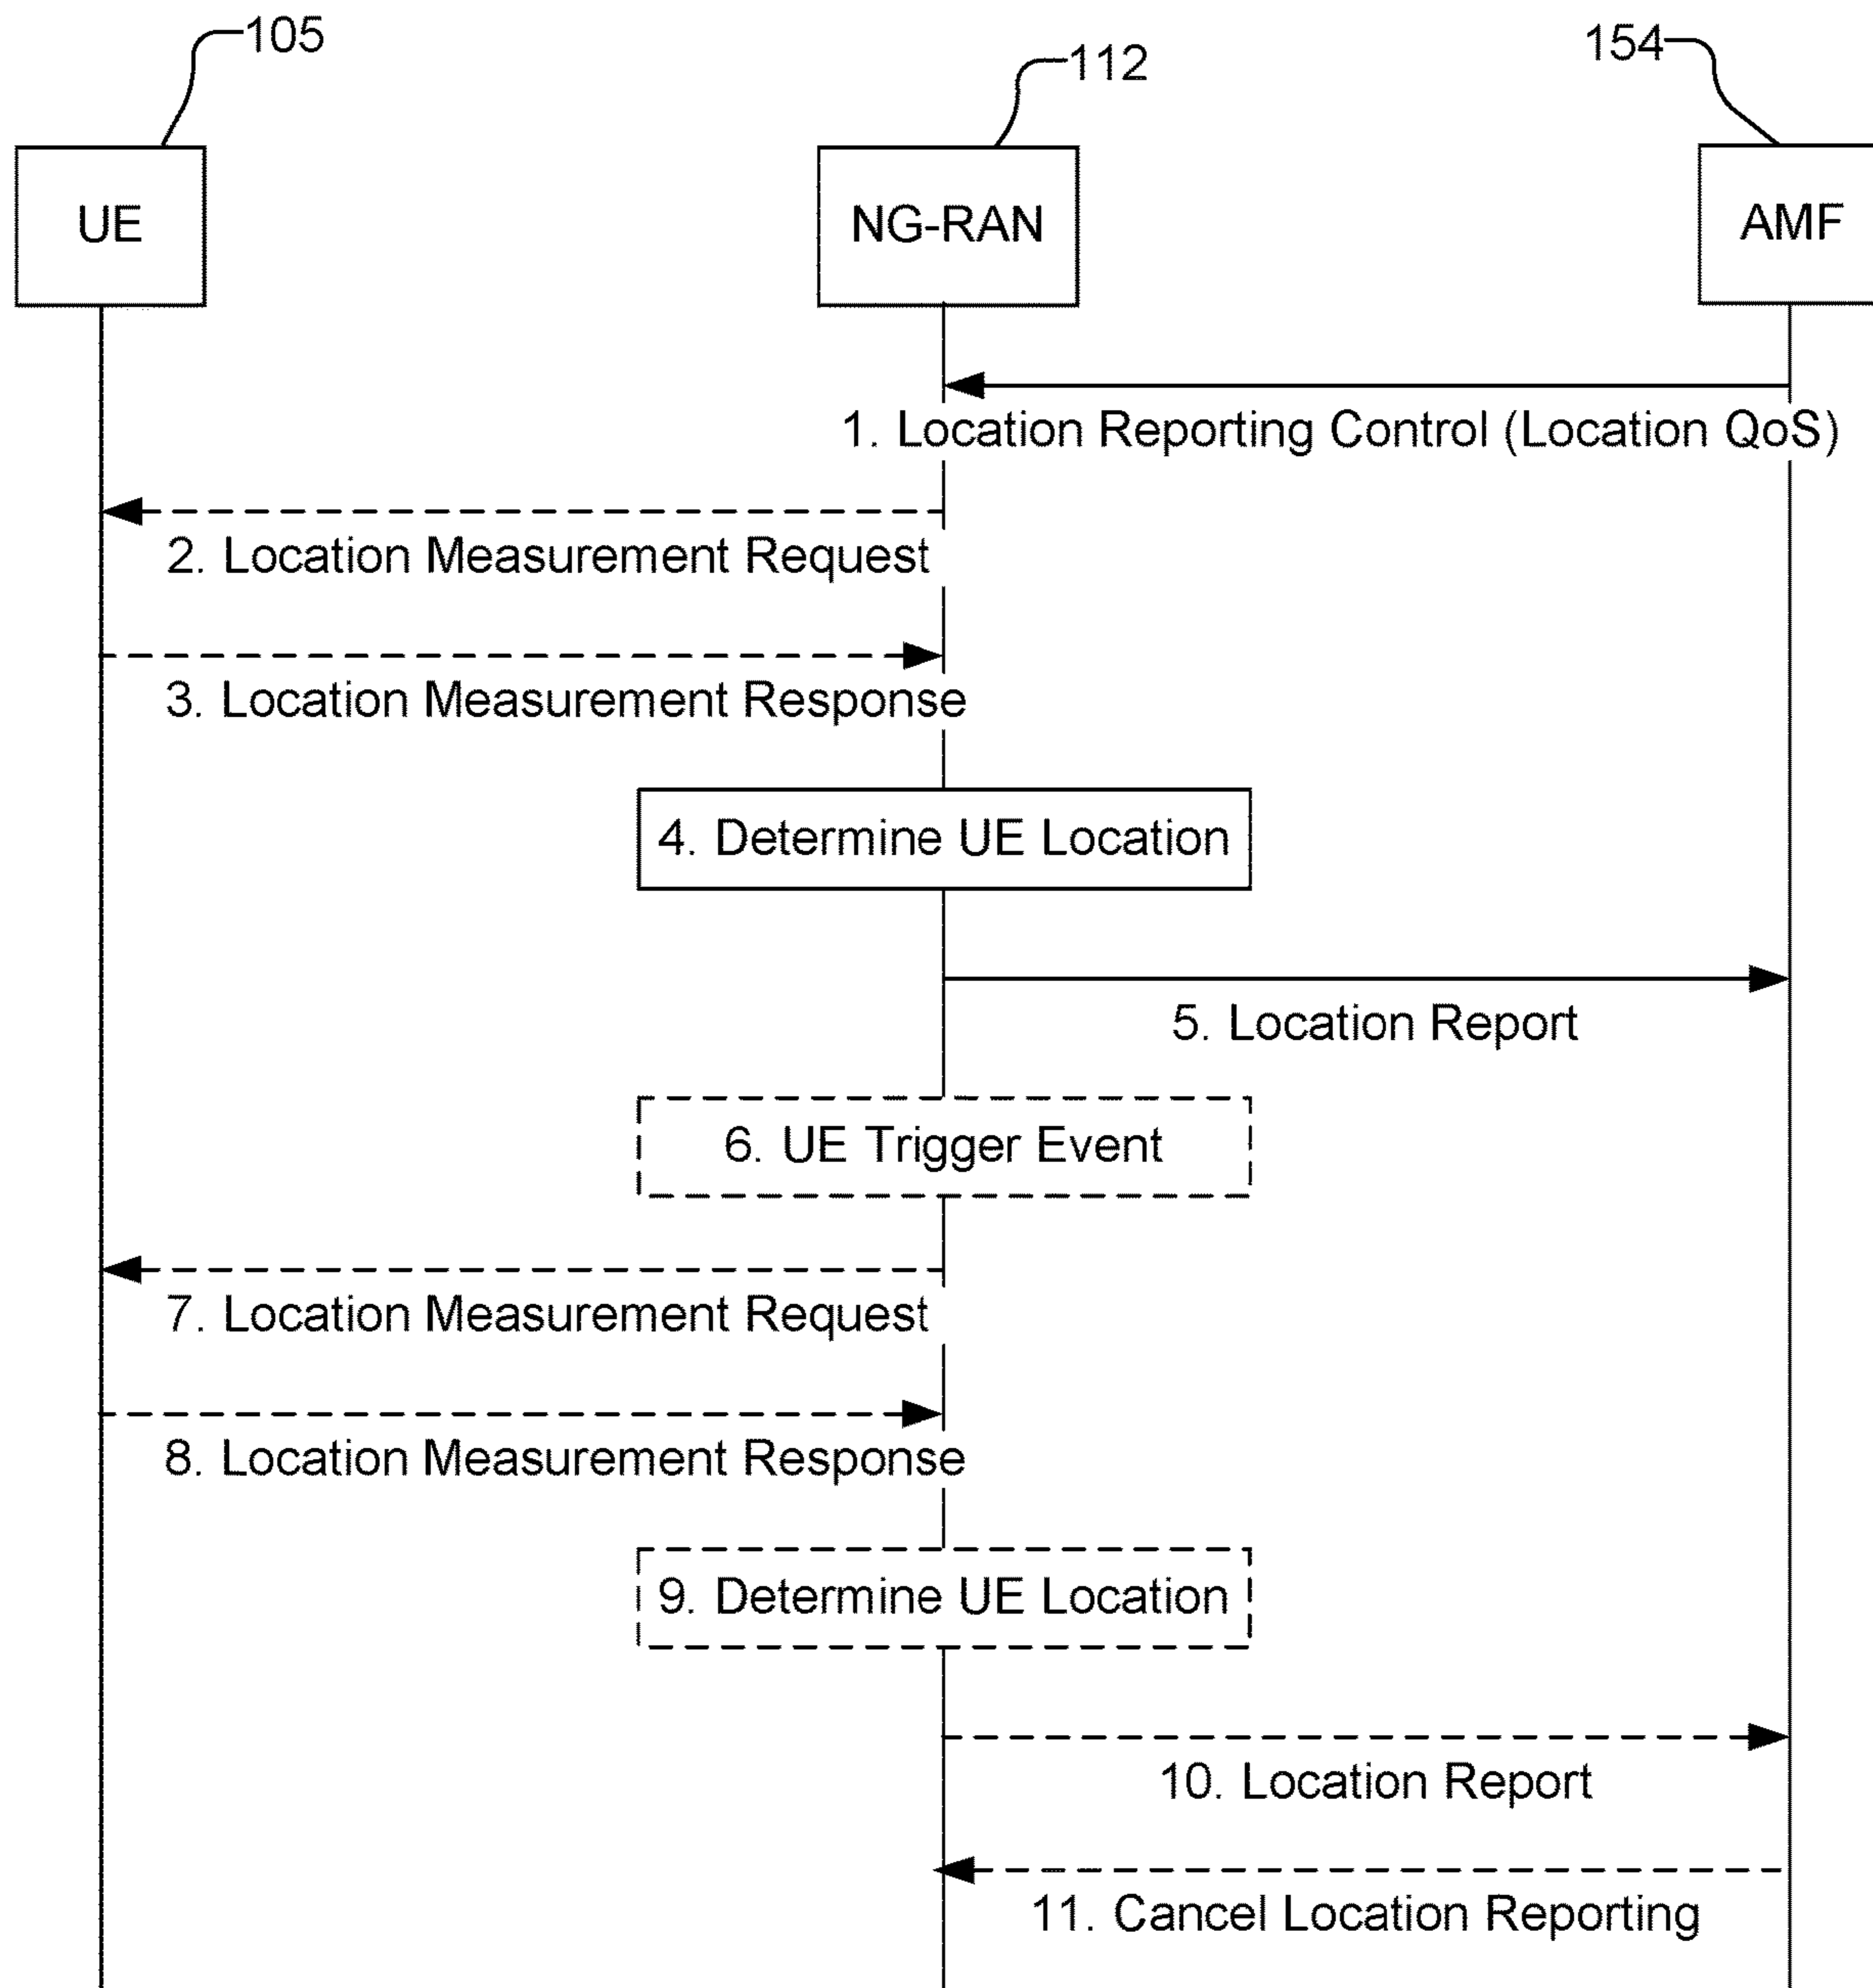 105
112
154
UE
NG-RAN
AMF
1. Location Reporting Control (Location QoS)
2. Location Measurement Request
3. Location Measurement Response
4. Determine UE Location
5. Location Report
6. UE Trigger Event
7. Location Measurement Request
8. Location Measurement Response
9. Determine UE Location
10. Location Report
11. Cancel Location Reporting